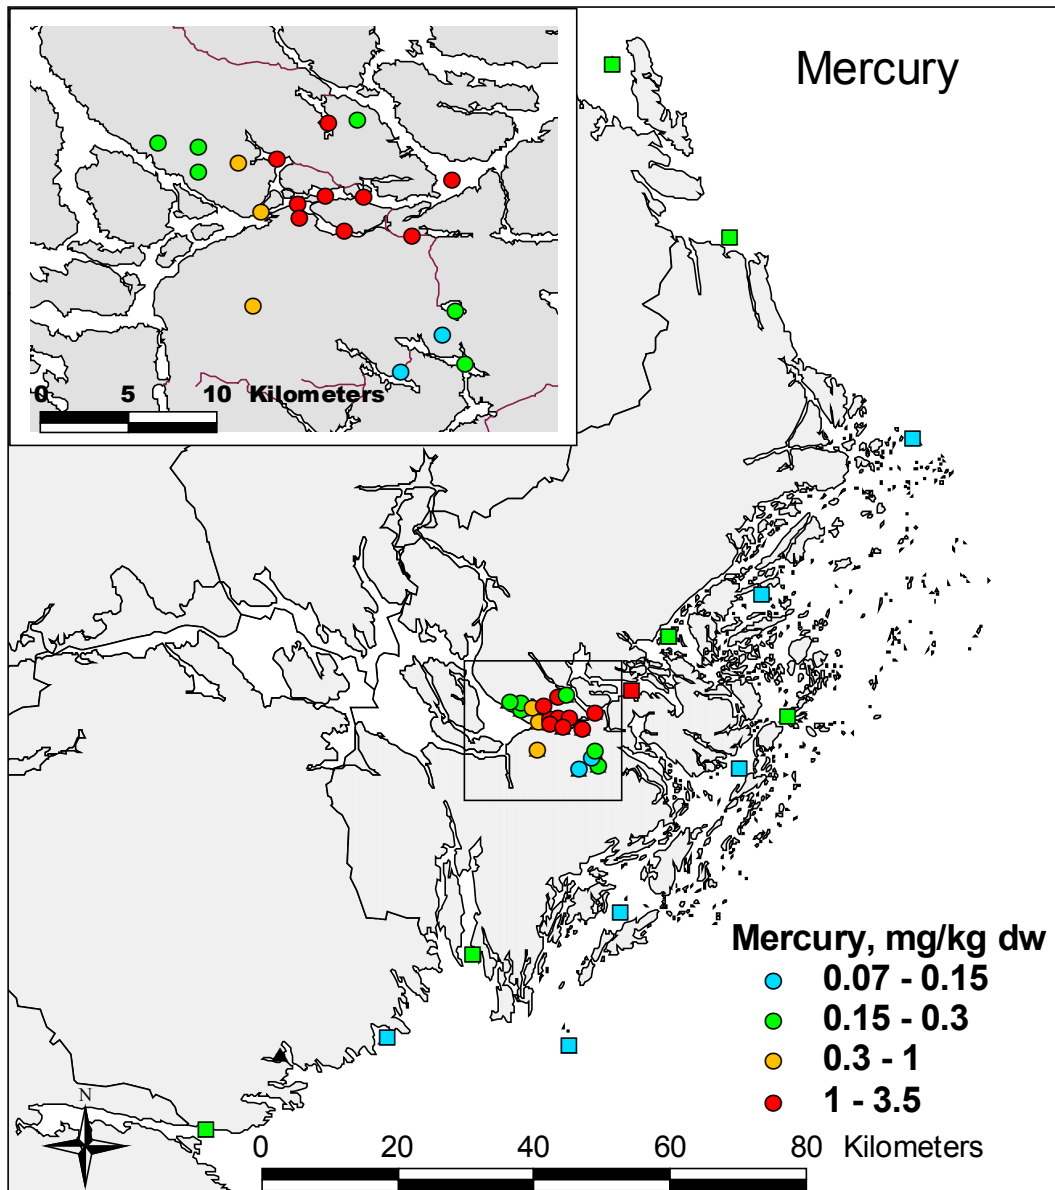 Mercury
0 5 10 Kilometers
Mercury, mg/kg dw
0.07 - 0.15
0.15 - 0.3
0.3 - 1
1 - 3.5
N
0 20 40 60 80 Kilometers